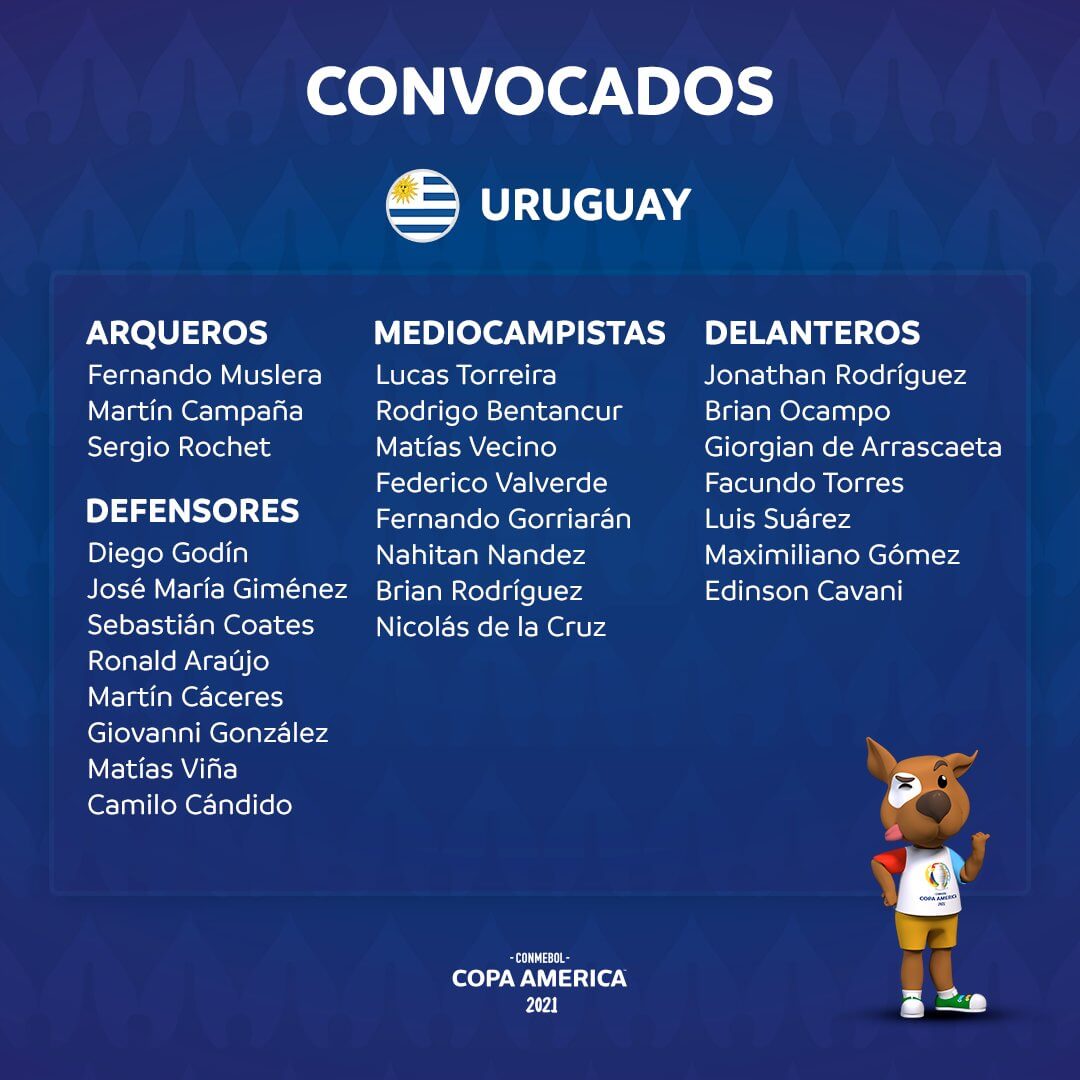 CONVOCADOS
URUGUAY
ARQUEROS
Fernando Muslera
Martín Campaña
Sergio Rochet
DEFENSORES
Diego Godín
José María Giménez
Sebastián Coates
Ronald Araújo
Martín Cáceres
Giovanni González
Matías Viña
Camilo Cándido
MEDIOCAMPISTAS
Lucas Torreira
Rodrigo Bentancur
Matías Vecino
Federico Valverde
Fernando Gorriarán
Nahitan Nandez
Brian Rodríguez
Nicolás de la Cruz
DELANTEROS
Jonathan Rodríguez
Brian Ocampo
Giorgian de Arrascaeta
Facundo Torres
Luis Suárez
Maximiliano Gómez
Edinson Cavani
COPA AMERICA
2021
- CONMEBOL -
COPA AMERICA
2021